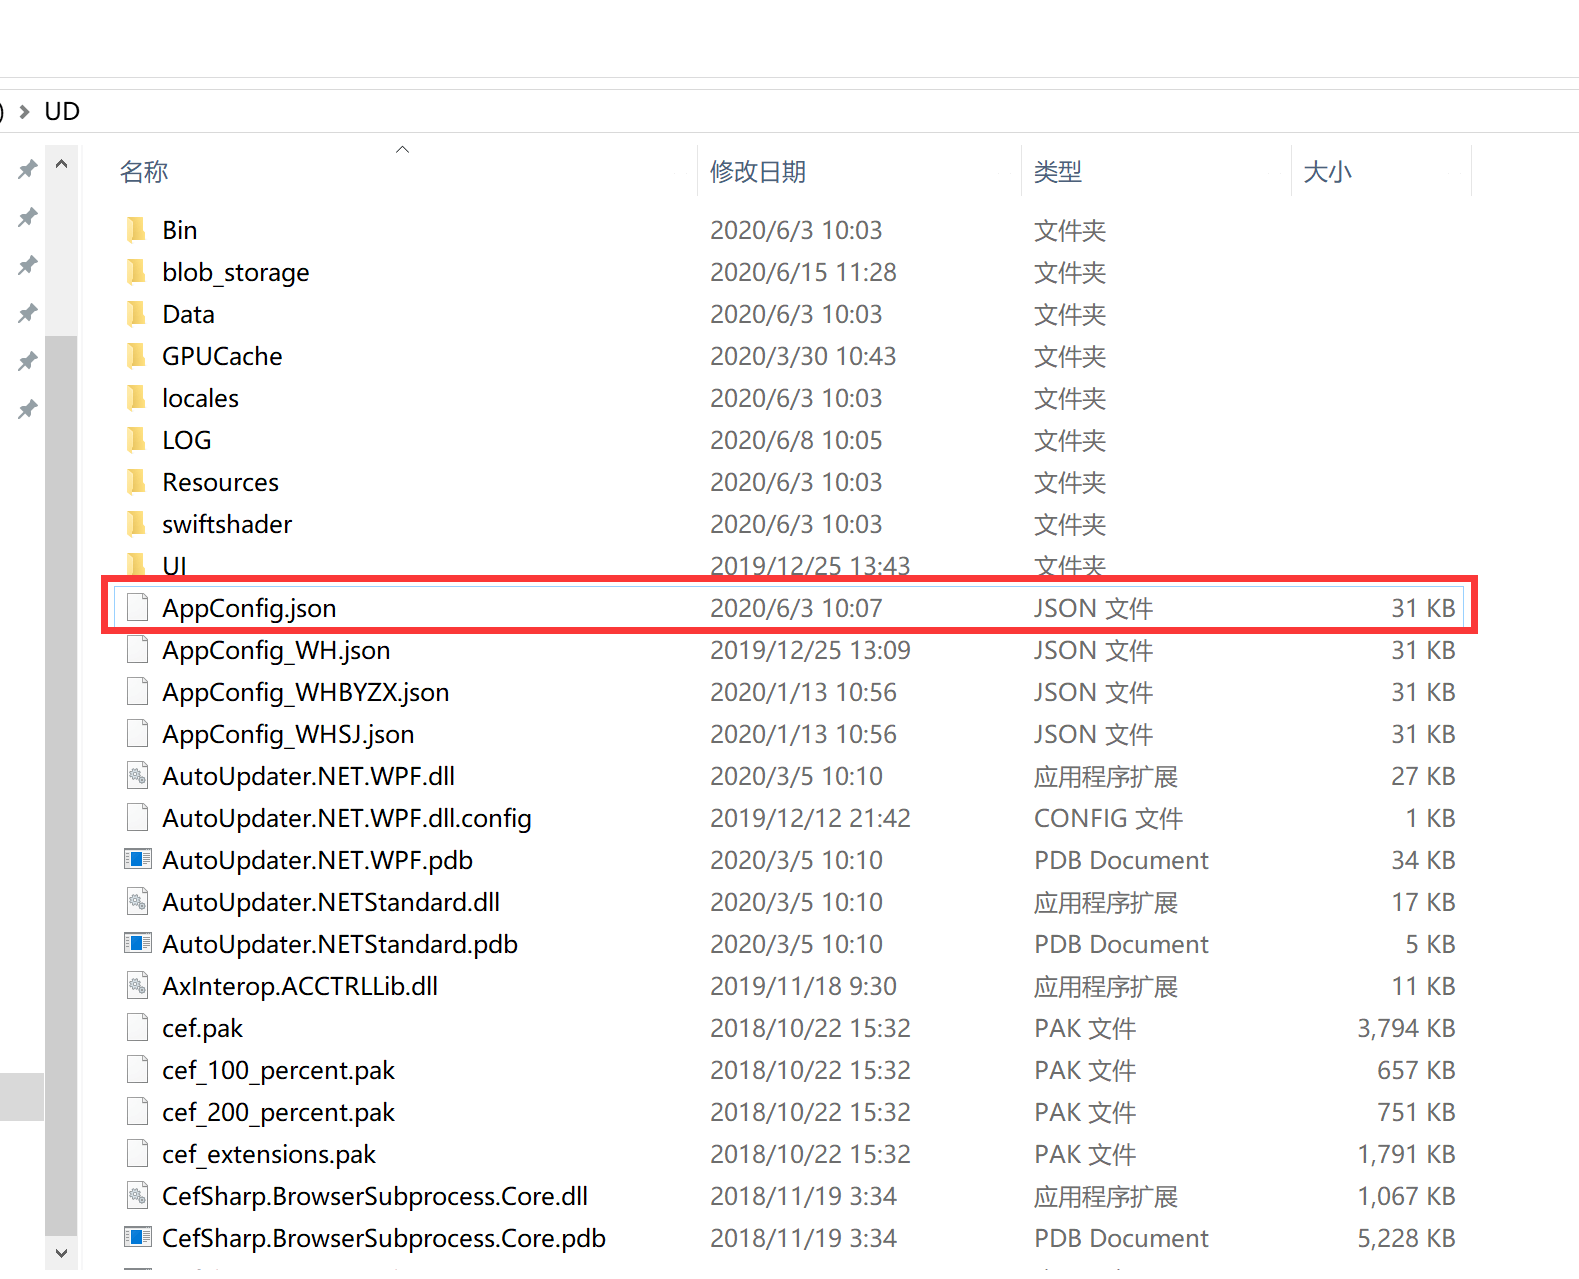 ) > UD
名称 修改日期 类型 大小
Bin 2020/6/3 10:03 文件夹
blob_storage 2020/6/15 11:28 文件夹
Data 2020/6/3 10:03 文件夹
GPUCache 2020/3/30 10:43 文件夹
locales 2020/6/3 10:03 文件夹
LOG 2020/6/8 10:05 文件夹
Resources 2020/6/3 10:03 文件夹
swiftshader 2020/6/3 10:03 文件夹
UI 2019/12/25 13:43 文件夹
AppConfig.json 2020/6/3 10:07 JSON 文件 31 KB
AppConfig_WH.json 2019/12/25 13:09 JSON 文件 31 KB
AppConfig_WHBYZX.json 2020/1/13 10:56 JSON 文件 31 KB
AppConfig_WHSJ.json 2020/1/13 10:56 JSON 文件 31 KB
AutoUpdater.NET.WPF.dll 2020/3/5 10:10 应用程序扩展 27 KB
AutoUpdater.NET.WPF.dll.config 2019/12/12 21:42 CONFIG 文件 1 KB
AutoUpdater.NET.WPF.pdb 2020/3/5 10:10 PDB Document 34 KB
AutoUpdater.NETStandard.dll 2020/3/5 10:10 应用程序扩展 17 KB
AutoUpdater.NETStandard.pdb 2020/3/5 10:10 PDB Document 5 KB
AxInterop.ACCTRLLib.dll 2019/11/18 9:30 应用程序扩展 11 KB
cef.pak 2018/10/22 15:32 PAK 文件 3,794 KB
cef_100_percent.pak 2018/10/22 15:32 PAK 文件 657 KB
cef_200_percent.pak 2018/10/22 15:32 PAK 文件 751 KB
cef_extensions.pak 2018/10/22 15:32 PAK 文件 1,791 KB
CefSharp.BrowserSubprocess.Core.dll 2018/11/19 3:34 应用程序扩展 1,067 KB
CefSharp.BrowserSubprocess.Core.pdb 2018/11/19 3:34 PDB Document 5,228 KB